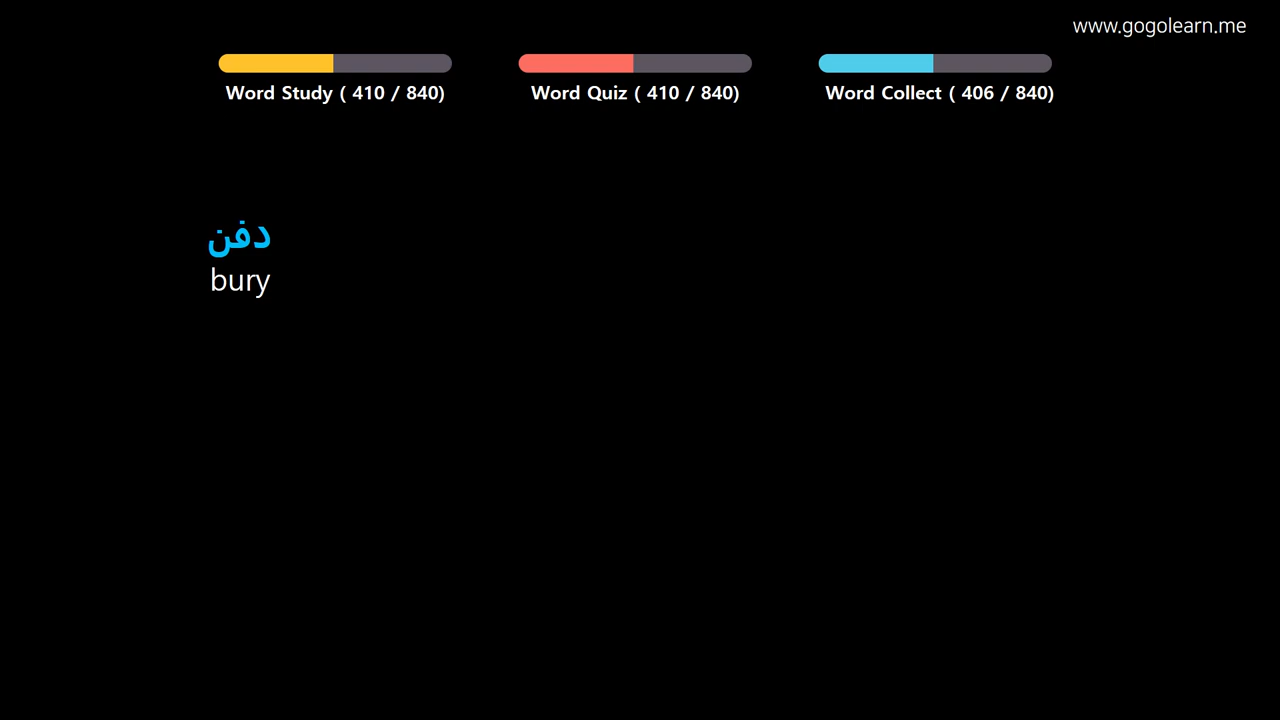 www.gogolearn.me
Word Study ( 410 / 840)
Word Quiz ( 410 / 840)
Word Collect ( 406 / 840)
دفن
bury